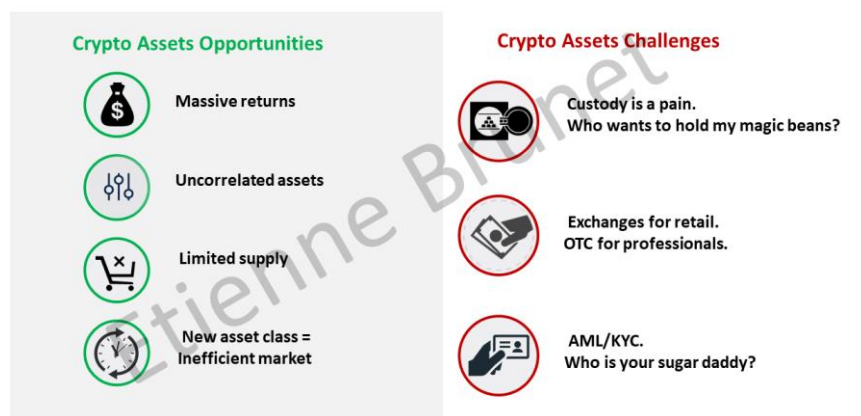 Crypto Assets Opportunities
Massive returns
Uncorrelated assets
Limited supply
New asset class =
Inefficient market
Crypto Assets Challenges
Custody is a pain.
Who wants to hold my magic beans?
Exchanges for retail.
OTC for professionals.
AML/KYC.
Who is your sugar daddy?
Etienne Brunet